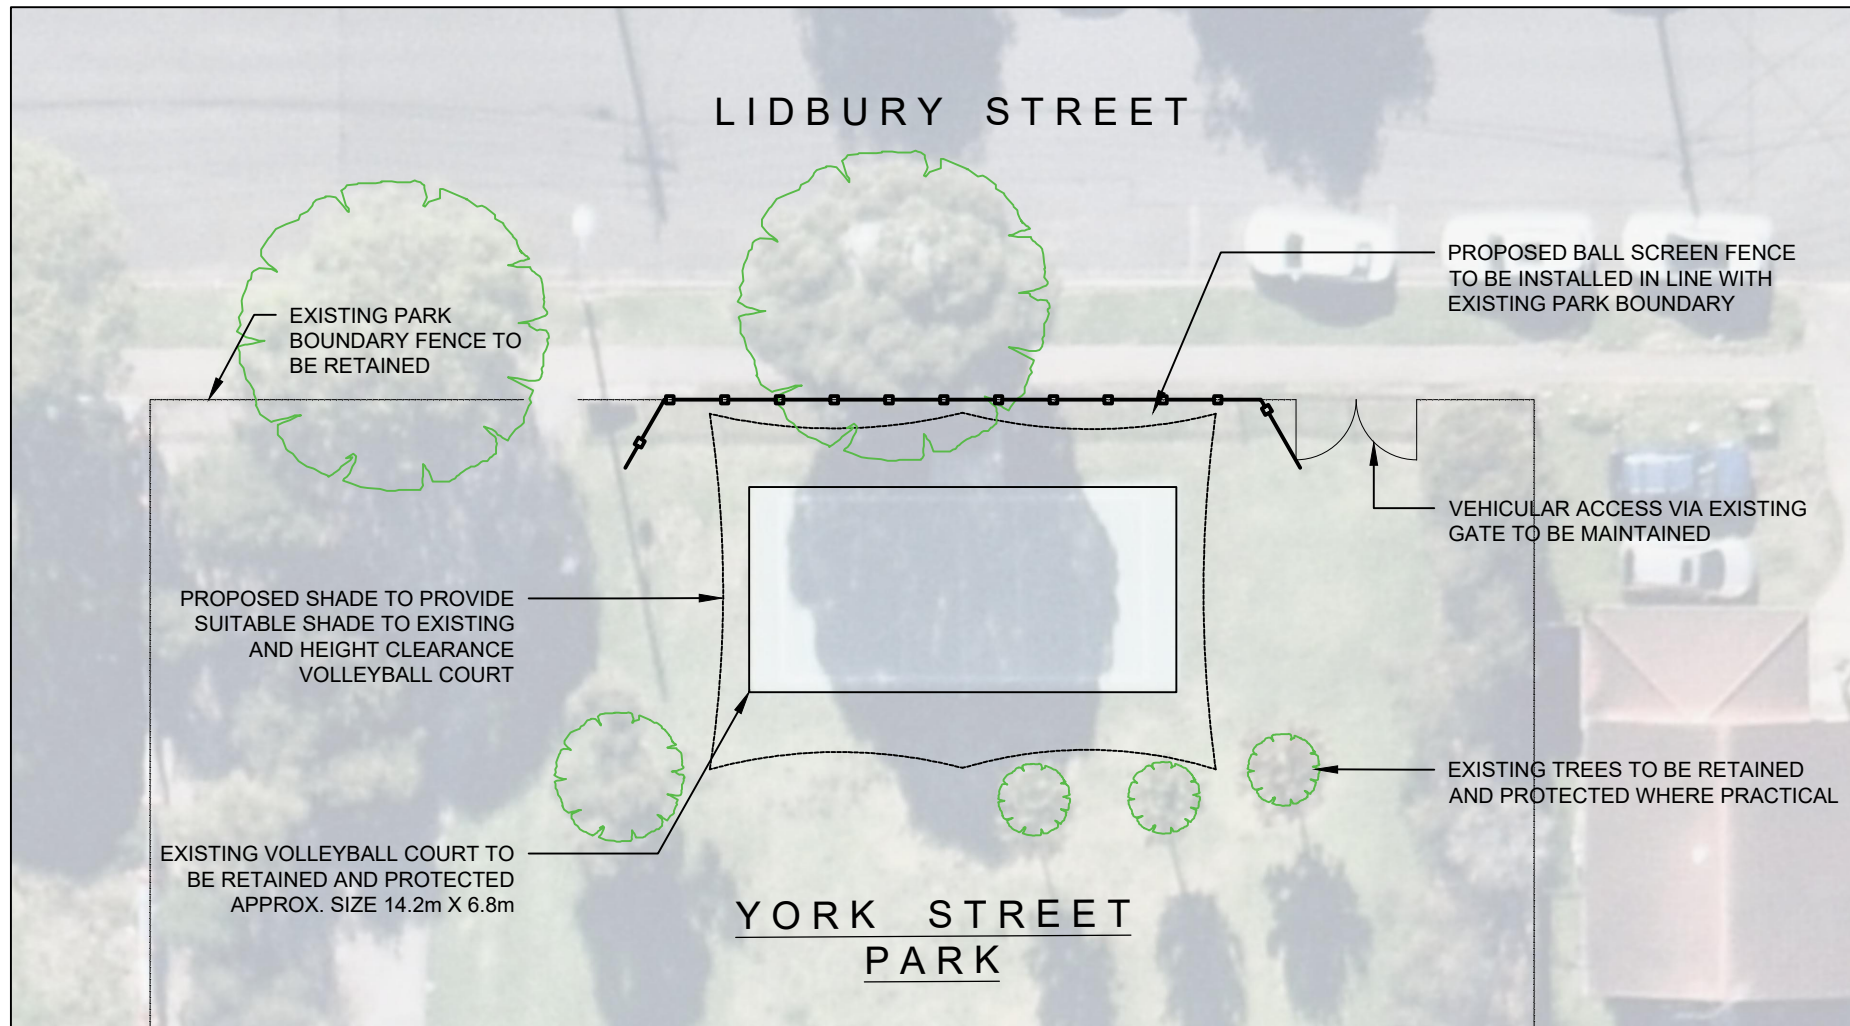 LIDBURY STREET
PROPOSED BALL SCREEN FENCE
TO BE INSTALLED IN LINE WITH
EXISTING PARK BOUNDARY
EXISTING PARK
BOUNDARY FENCE TO
BE RETAINED
VEHICULAR ACCESS VIA EXISTING
GATE TO BE MAINTAINED
PROPOSED SHADE TO PROVIDE
SUITABLE SHADE TO EXISTING
AND HEIGHT CLEARANCE
VOLLEYBALL COURT
EXISTING TREES TO BE RETAINED
AND PROTECTED WHERE PRACTICAL
EXISTING VOLLEYBALL COURT TO
BE RETAINED AND PROTECTED
APPROX. SIZE 14.2m X 6.8m
YORK STREET
PARK